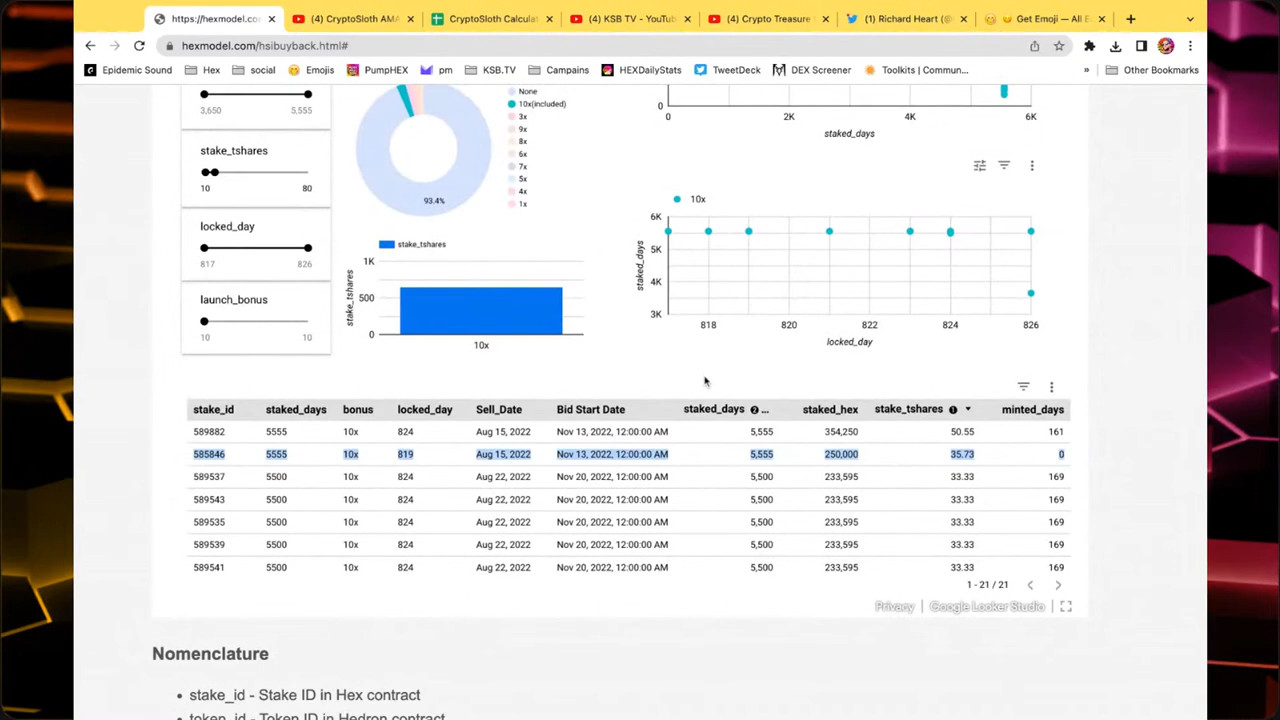 https://hexmodel.com/hsibuyback
(4) CryptoSloth AMA
CryptoSloth Calculat
(4) KSB TV - YouTube
(4) Crypto Treasure
(1) Richard Heart (@
Get Emoji — All E
hexmodel.com/hsibuyback.html#
Epidemic Sound
Hex
social
Emojis
PumpHEX
pm
KSB.TV
Campains
HEXDailyStats
TweetDeck
DEX Screener
Toolkits | Commun...
»
Other Bookmarks
3,650 5,555
stake_tshares
10 80
locked_day
817 826
launch_bonus
10 10
None
10x(included)
3x
9x
8x
6x
7x
5x
4x
1x
93.4%
stake_tshares
1K
500
0
stake_tshares
10x
0
0 2K 4K 6K
staked_days
10x
6K
5K
4K
3K
staked_days
818 820 822 824 826
locked_day
stake_id staked_days bonus locked_day Sell_Date Bid Start Date staked_days 2 ... staked_hex stake_tshares 1 minted_days
589882 5555 10x 824 Aug 15, 2022 Nov 13, 2022, 12:00:00 AM 5,555 354,250 50.55 161
585846 5555 10x 819 Aug 15, 2022 Nov 13, 2022, 12:00:00 AM 5,555 250,000 35.73 0
589537 5500 10x 824 Aug 22, 2022 Nov 20, 2022, 12:00:00 AM 5,500 233,595 33.33 169
589543 5500 10x 824 Aug 22, 2022 Nov 20, 2022, 12:00:00 AM 5,500 233,595 33.33 169
589535 5500 10x 824 Aug 22, 2022 Nov 20, 2022, 12:00:00 AM 5,500 233,595 33.33 169
589539 5500 10x 824 Aug 22, 2022 Nov 20, 2022, 12:00:00 AM 5,500 233,595 33.33 169
589541 5500 10x 824 Aug 22, 2022 Nov 20, 2022, 12:00:00 AM 5,500 233,595 33.33 169
1 - 21 / 21
Privacy
Google Looker Studio
Nomenclature
• stake_id - Stake ID in Hex contract
token_id - Token ID in Hedron contract